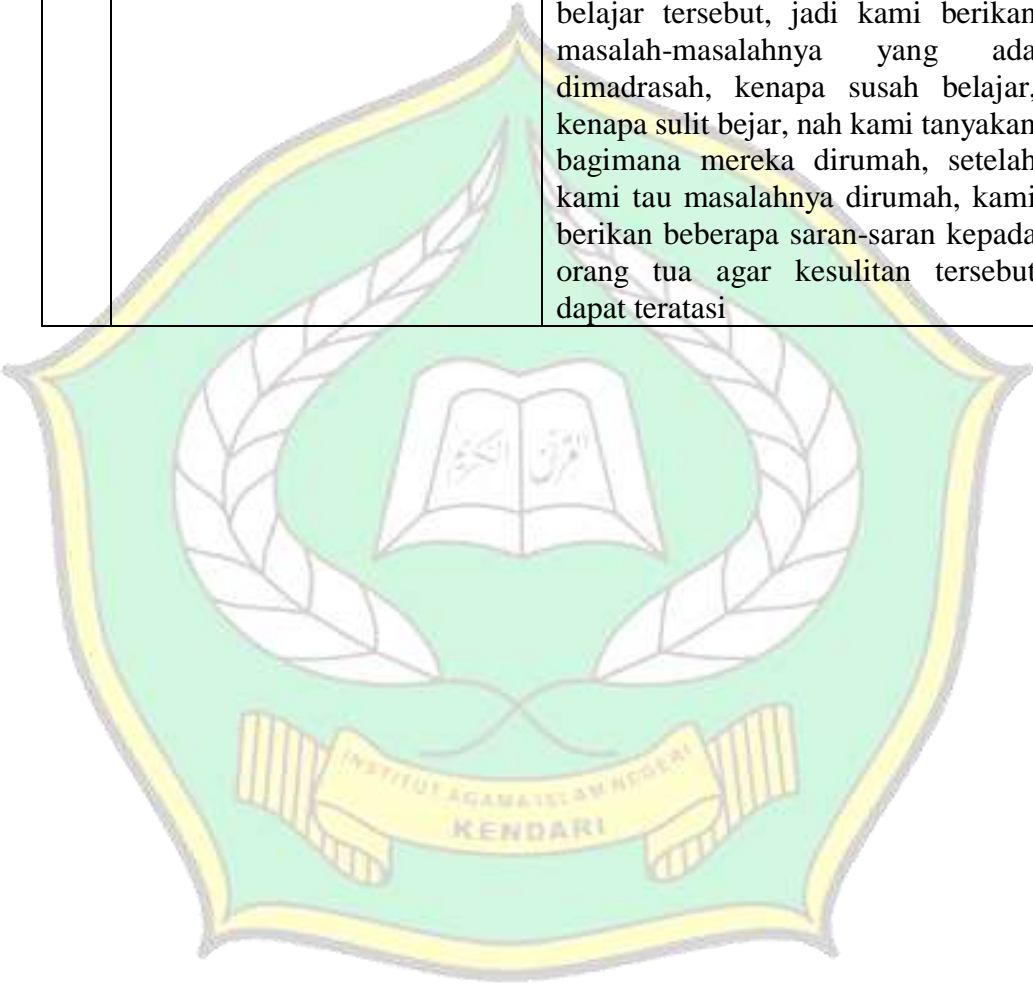 belajar tersebut, jadi kami berikan
masalah-masalahnya yang ada
dimadrasah, kenapa susah belajar,
kenapa sulit bejar, nah kami tanyakan
bagimana mereka dirumah, setelah
kami tau masalahnya dirumah, kami
berikan beberapa saran-saran kepada
orang tua agar kesulitan tersebut
dapat teratasi
INSTITUT AGAMA ISLAM NEGERI
KENDARI